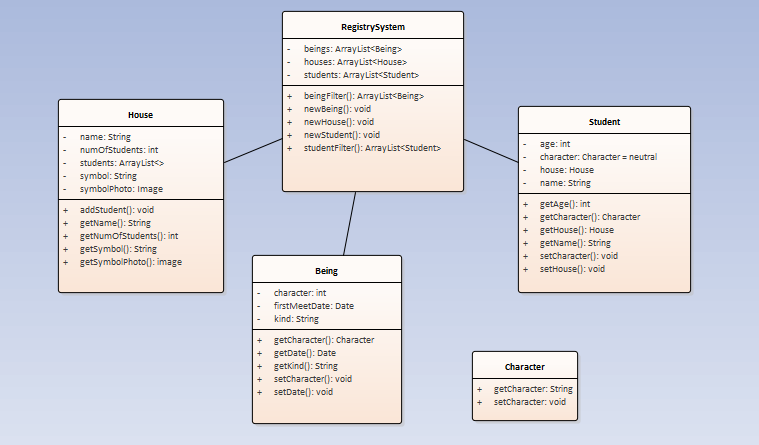 RegistrySystem
- beings: ArrayList<Being>
- houses: ArrayList<House>
- students: ArrayList<Student>
+ beingFilter(): ArrayList<Being>
+ newBeing(): void
+ newHouse(): void
+ newStudent(): void
+ studentFilter(): ArrayList<Student>
House
- name: String
- numOfStudents: int
- students: ArrayList<>
- symbol: String
- symbolPhoto: Image
+ addStudent(): void
+ getName(): String
+ getNumOfStudents(): int
+ getSymbol(): String
+ getSymbolPhoto(): image
Student
- age: int
- character: Character = neutral
- house: House
- name: String
+ getAge(): int
+ getCharacter(): Character
+ getHouse(): House
+ getName(): String
+ setCharacter(): void
+ setHouse(): void
Being
- character: int
- firstMeetDate: Date
- kind: String
+ getCharacter(): Character
+ getDate(): Date
+ getKind(): String
+ setCharacter(): void
+ setDate(): void
Character
+ getCharacter: String
+ setCharacter: void